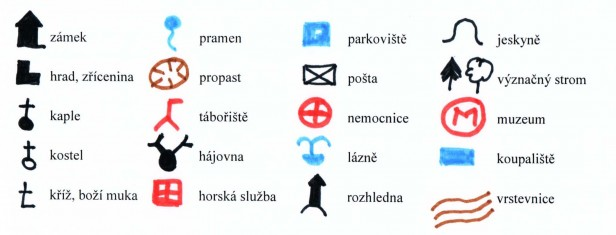 zámek pramen parkoviště jeskyně
hrad, zřícenina propast pošta význačný strom
kaple tábořiště nemocnice muzeum
kostel hájovna lázně koupaliště
kříž, boží muka horská služba rozhledna vrstevnice